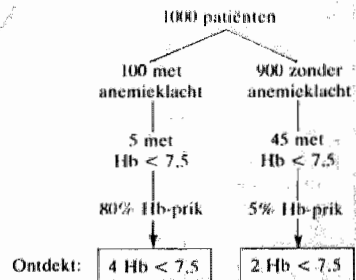 1000 patiënten
100 met 900 zonder
anemieklacht anemieklacht
5 met 45 met
Hb < 7,5 Hb < 7,5
80% Hb-prik 5% Hb-prik
Ontdekt: 4 Hb < 7,5 2 Hb < 7,5